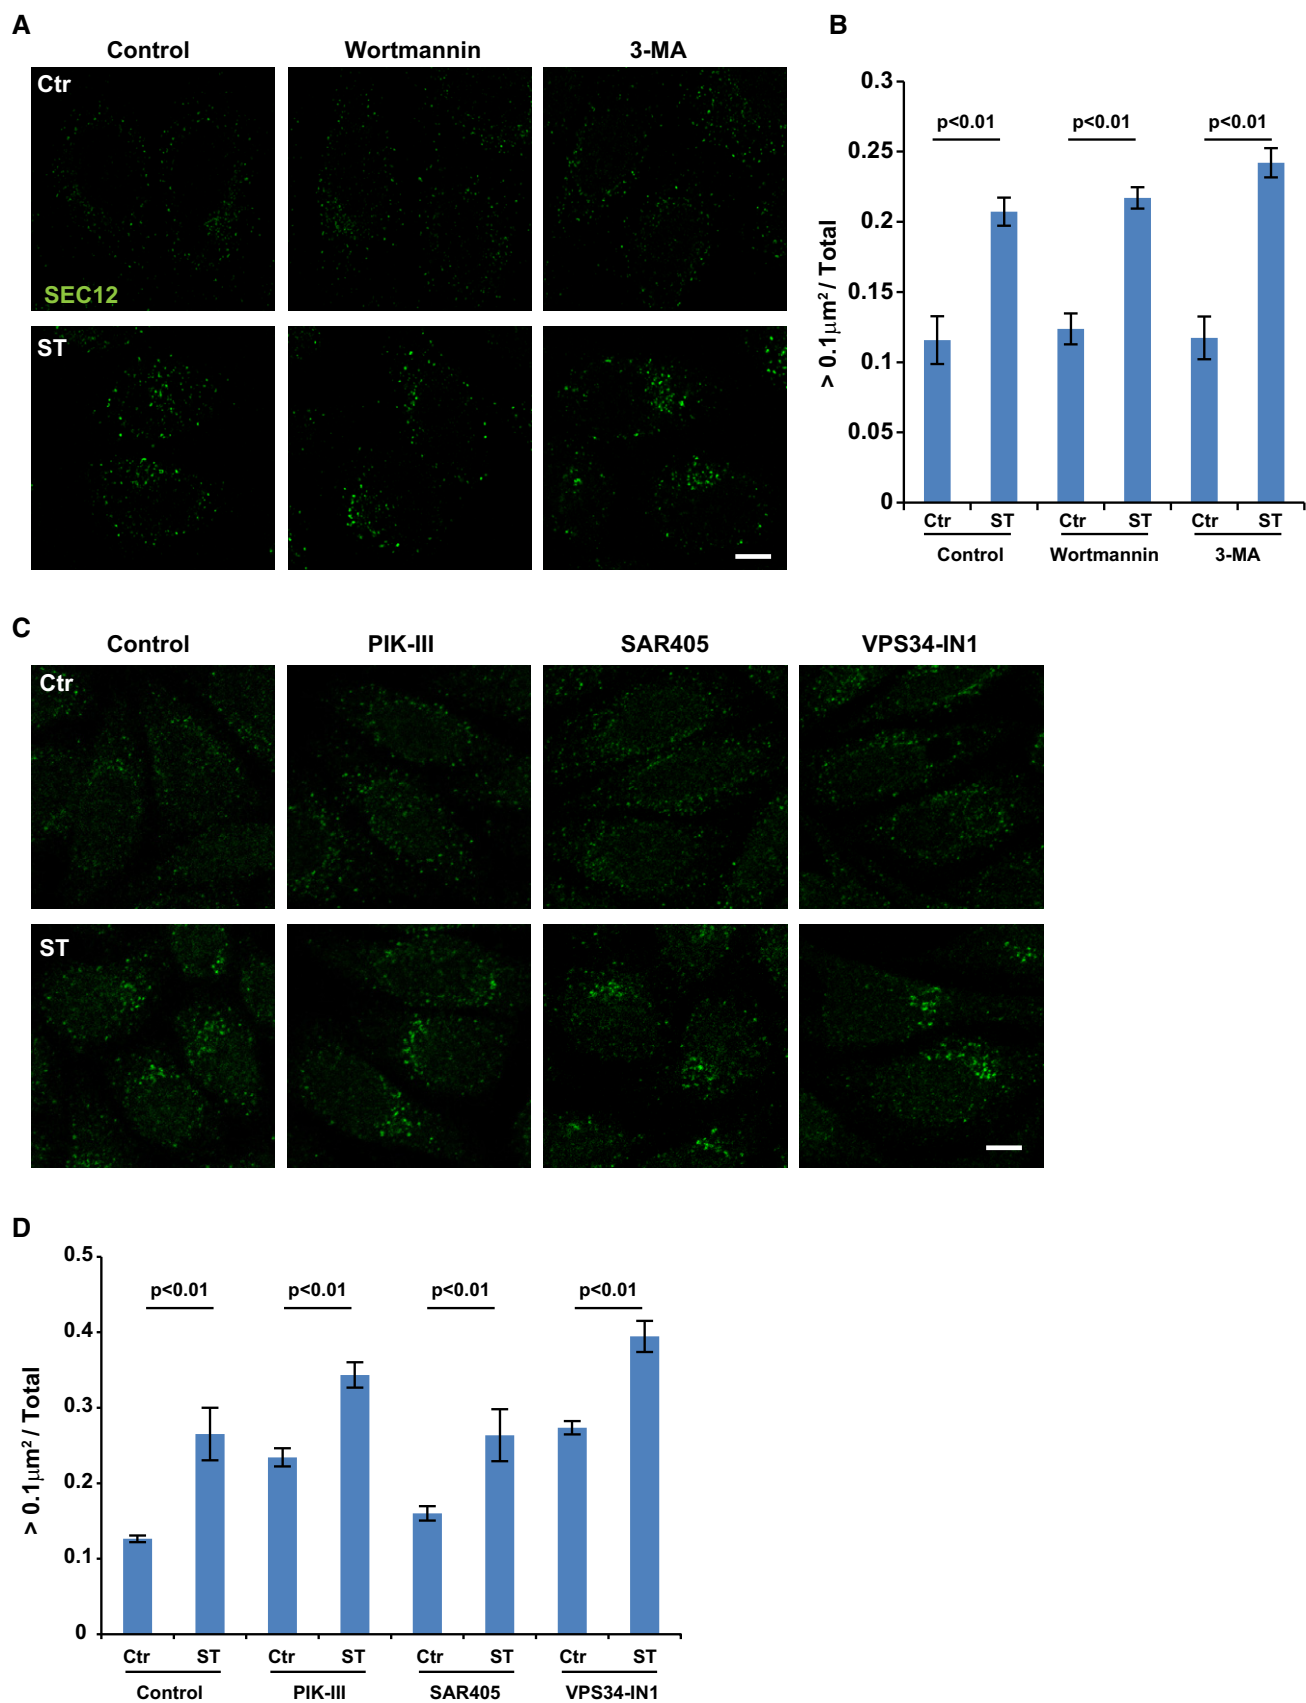 A
Control Wortmannin 3-MA
Ctr
SEC12
ST
B
> 0.1μm² / Total
0.3
0.25
0.2
0.15
0.1
0.05
0
p<0.01 p<0.01 p<0.01
Ctr ST Ctr ST Ctr ST
Control Wortmannin 3-MA
C
Control PIK-III SAR405 VPS34-IN1
Ctr
ST
D
> 0.1μm² / Total
0.5
0.4
0.3
0.2
0.1
0
p<0.01 p<0.01 p<0.01 p<0.01
Ctr ST Ctr ST Ctr ST Ctr ST
Control PIK-III SAR405 VPS34-IN1